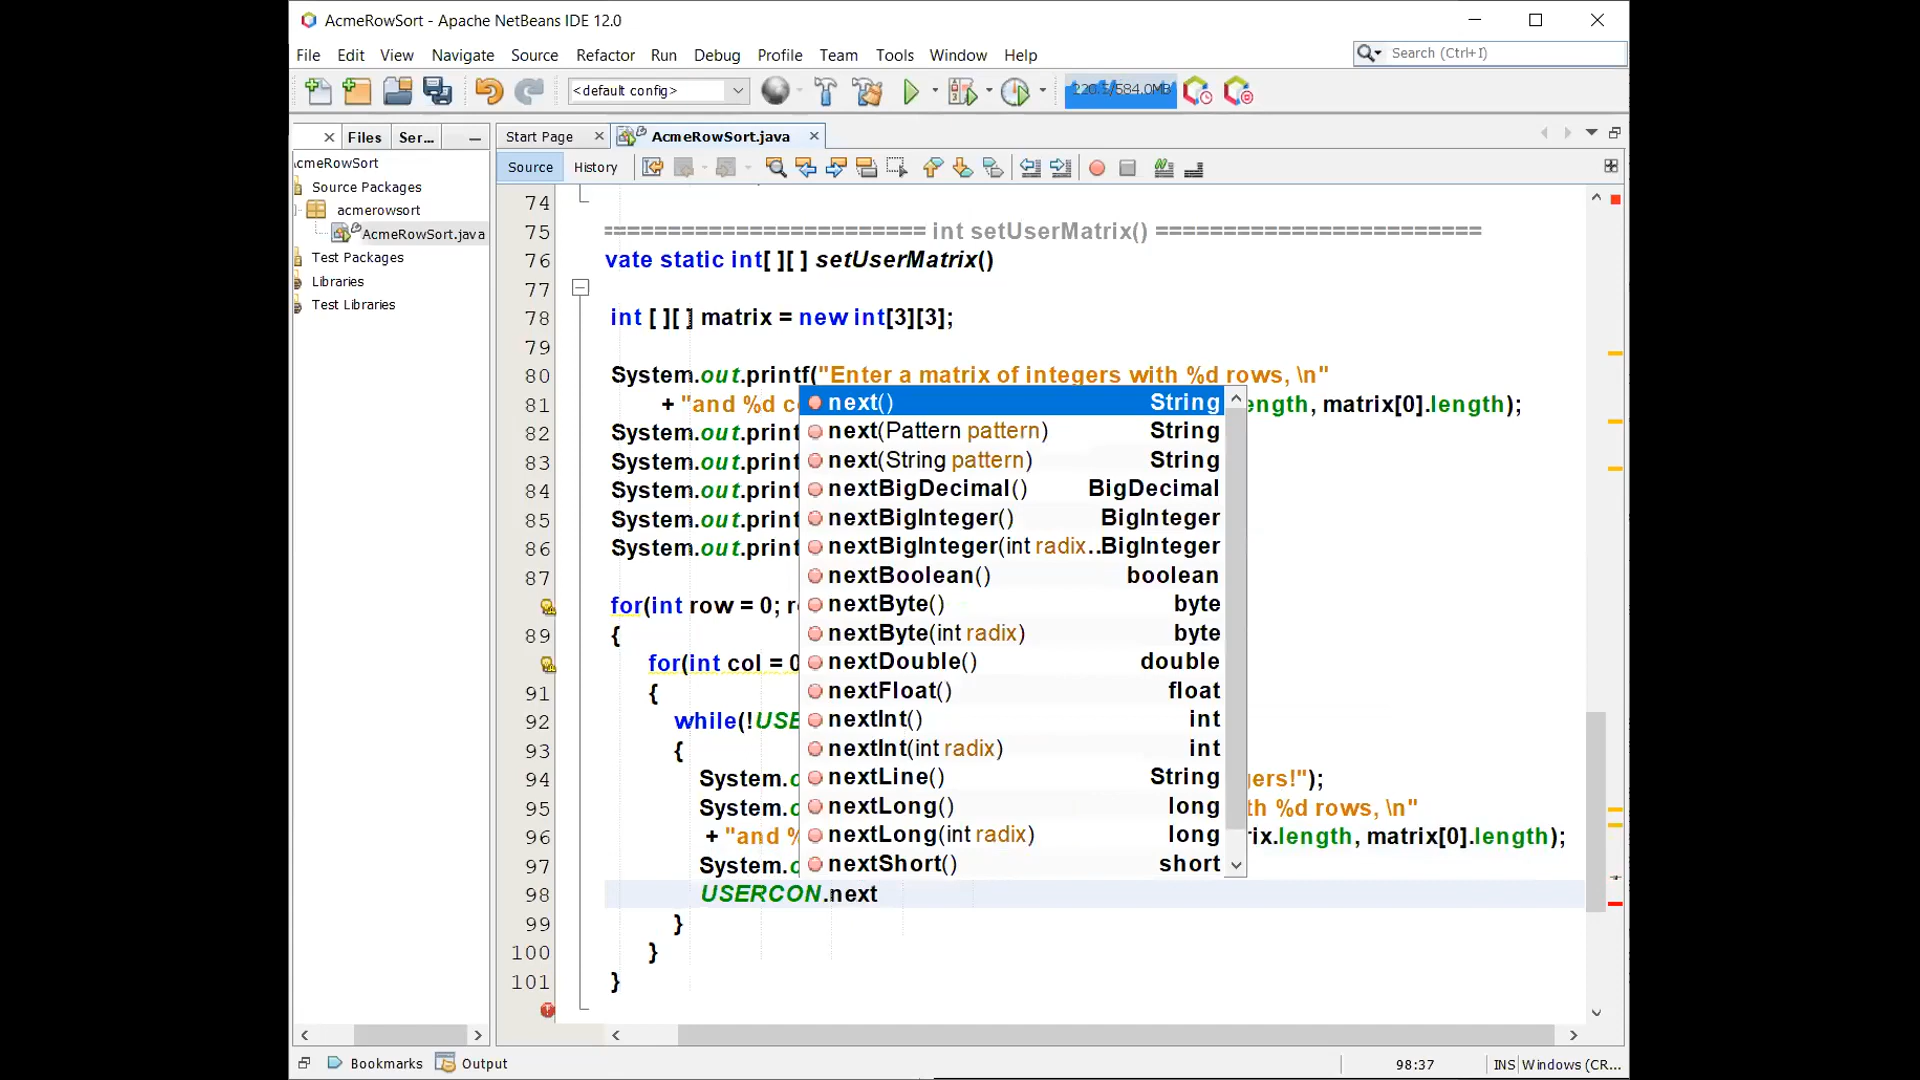 AcmeRowSort - Apache NetBeans IDE 12.0
File Edit View Navigate Source Refactor Run Debug Profile Team Tools Window Help
Search (Ctrl+I)
<default config>
/584.0MB
Files Ser... Start Page AcmeRowSort.java
Source History
cmeRowSort
Source Packages
acmerowsort
AcmeRowSort.java
Test Packages
Libraries
Test Libraries
74
75 ======================== int setUserMatrix() ========================
76 vate static int[ ][ ] setUserMatrix()
77
78 int [ ][ ] matrix = new int[3][3];
79
80 System.out.printf("Enter a matrix of integers with %d rows, \n"
81 + "and %d c ength, matrix[0].length);
82 System.out.print
83 System.out.print
84 System.out.print
85 System.out.print
86 System.out.print
87
for(int row = 0; r
89 {
for(int col = 0
91 {
92 while(!USE
93 {
94 System. gers!");
95 System. th %d rows, \n"
96 + "and % rix.length, matrix[0].length);
97 System.
98 USERCON.next
99 }
100 }
101 }
next() String
next(Pattern pattern) String
next(String pattern) String
nextBigDecimal() BigDecimal
nextBigInteger() BigInteger
nextBigInteger(int radix..BigInteger
nextBoolean() boolean
nextByte() byte
nextByte(int radix) byte
nextDouble() double
nextFloat() float
nextInt() int
nextInt(int radix) int
nextLine() String
nextLong() long
nextLong(int radix) long
nextShort() short
Bookmarks Output
98:37 INS Windows (CR...